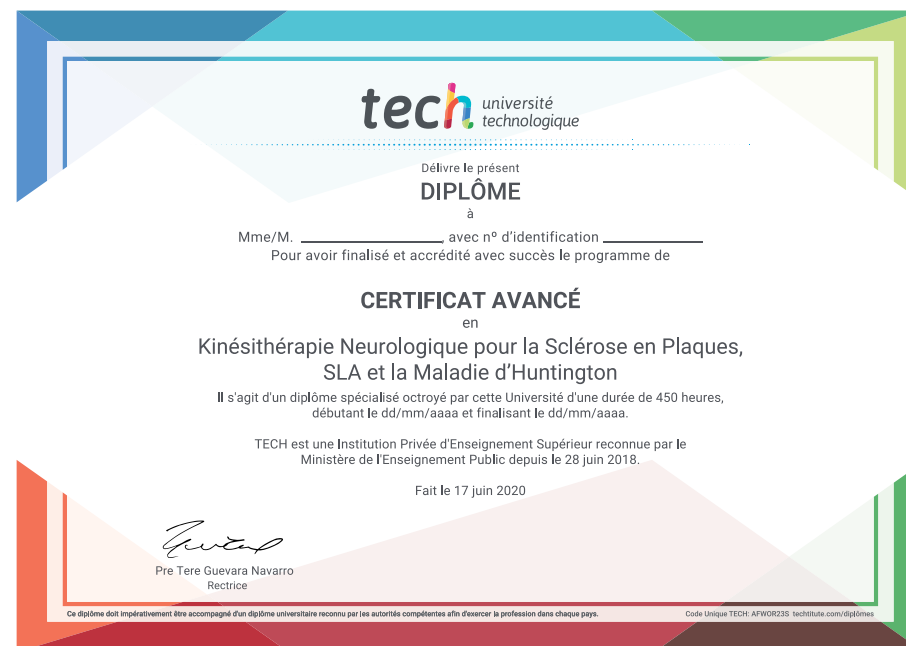 tech université
technologique
Délivre le présent
DIPLÔME
à
Mme/M. ____________________, avec nº d'identification ______________
Pour avoir finalisé et accrédité avec succès le programme de
CERTIFICAT AVANCÉ
en
Kinésithérapie Neurologique pour la Sclérose en Plaques,
SLA et la Maladie d'Huntington
Il s'agit d'un diplôme spécialisé octroyé par cette Université d'une durée de 450 heures,
débutant le dd/mm/aaaa et finalisant le dd/mm/aaaa.
TECH est une Institution Privée d'Enseignement Supérieur reconnue par le
Ministère de l'Enseignement Public depuis le 28 juin 2018.
Fait le 17 juin 2020
Pre Tere Guevara Navarro
Rectrice
Ce diplôme doit impérativement être accompagné d'un diplôme universitaire reconnu par les autorités compétentes afin d'exercer la profession dans chaque pays.
Code Unique TECH: AFWOR23S techtitute.com/diplômes